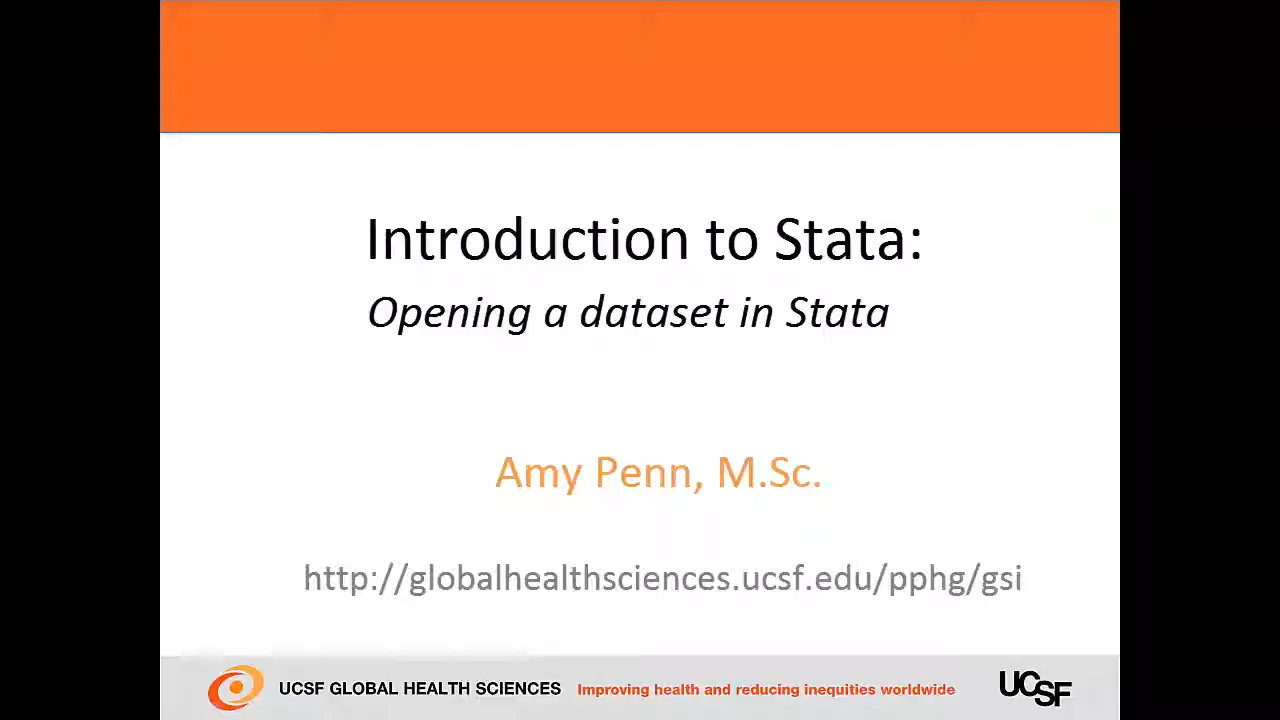 Introduction to Stata:
Opening a dataset in Stata
Amy Penn, M.Sc.
http://globalhealthsciences.ucsf.edu/pphg/gsi
UCSF GLOBAL HEALTH SCIENCES Improving health and reducing inequities worldwide UCSF